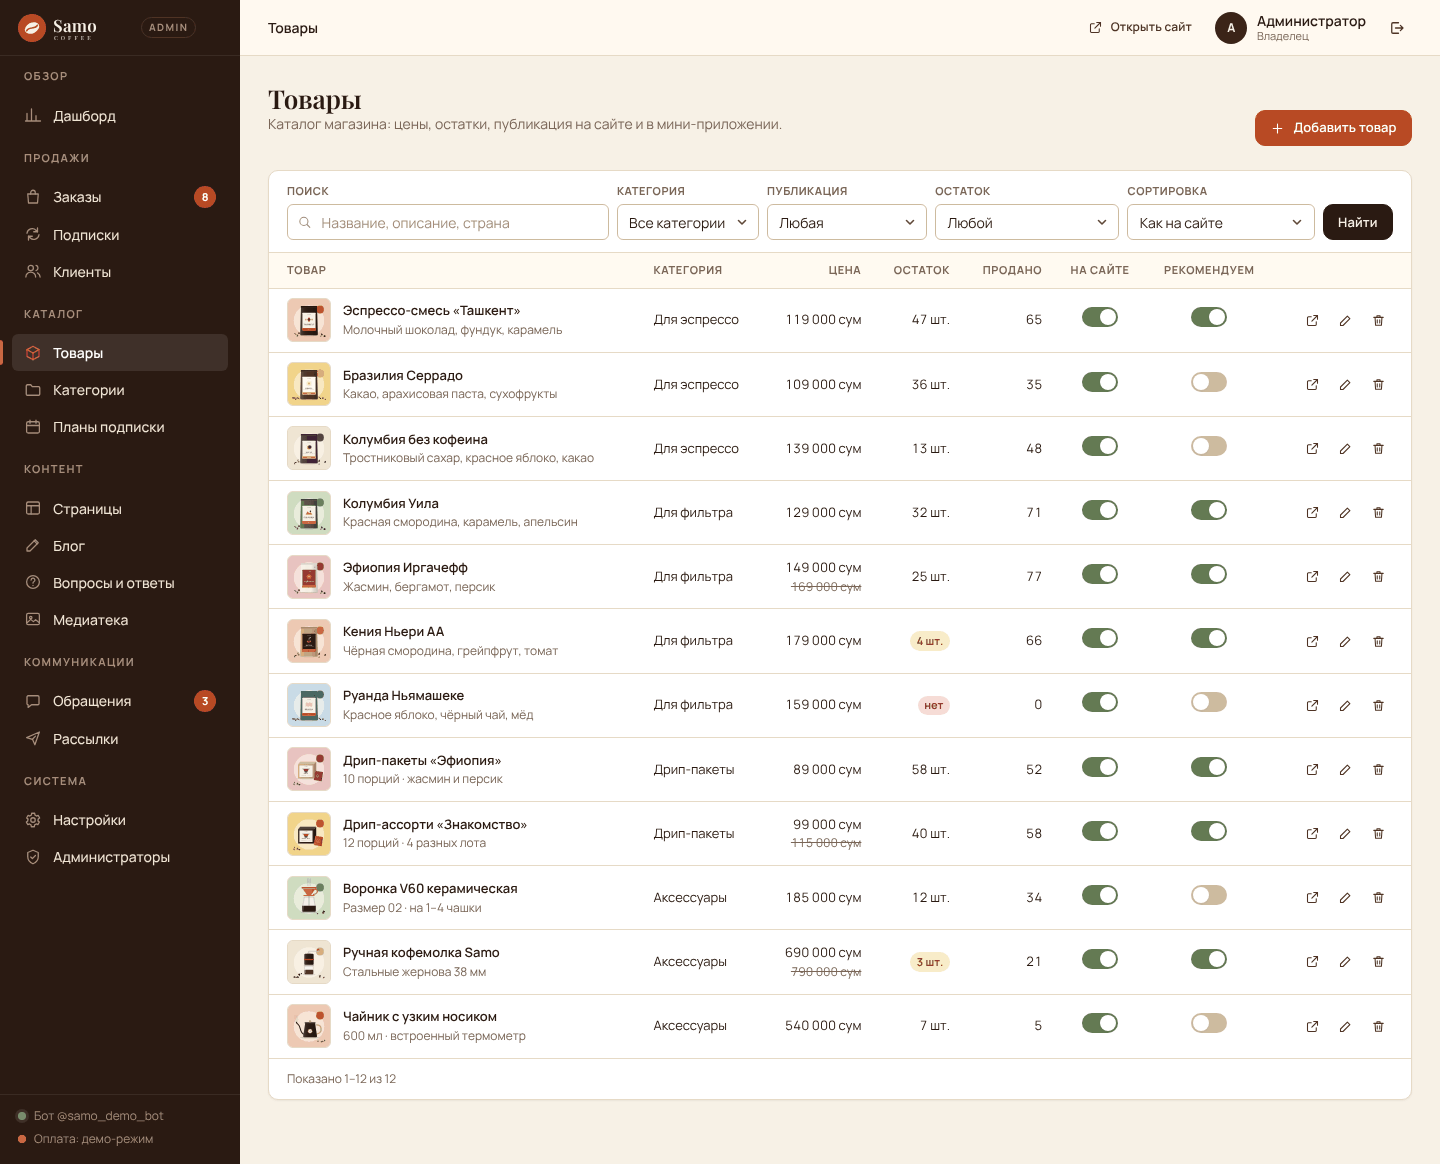 Samo
COFFEE
ADMIN
ОБЗОР
Дашборд
ПРОДАЖИ
Заказы 8
Подписки
Клиенты
КАТАЛОГ
Товары
Категории
Планы подписки
КОНТЕНТ
Страницы
Блог
Вопросы и ответы
Медиатека
КОММУНИКАЦИИ
Обращения 3
Рассылки
СИСТЕМА
Настройки
Администраторы
Бот @samo_demo_bot
Оплата: демо-режим
Товары
Открыть сайт
А
Администратор
Владелец
Товары
Каталог магазина: цены, остатки, публикация на сайте и в мини-приложении.
Добавить товар
ПОИСК КАТЕГОРИЯ ПУБЛИКАЦИЯ ОСТАТОК СОРТИРОВКА
Название, описание, страна Все категории Любая Любой Как на сайте Найти
ТОВАР КАТЕГОРИЯ ЦЕНА ОСТАТОК ПРОДАНО НА САЙТЕ РЕКОМЕНДУЕМ
Эспрессо-смесь «Ташкент»
Молочный шоколад, фундук, карамель
Для эспрессо 119 000 сум 47 шт. 65
Бразилия Серрадо
Какао, арахисовая паста, сухофрукты
Для эспрессо 109 000 сум 36 шт. 35
Колумбия без кофеина
Тростниковый сахар, красное яблоко, какао
Для эспрессо 139 000 сум 13 шт. 48
Колумбия Уила
Красная смородина, карамель, апельсин
Для фильтра 129 000 сум 32 шт. 71
Эфиопия Иргачефф
Жасмин, бергамот, персик
Для фильтра 149 000 сум 169 000 сум 25 шт. 77
Кения Ньери АА
Чёрная смородина, грейпфрут, томат
Для фильтра 179 000 сум 4 шт. 66
Руанда Ньямашеке
Красное яблоко, чёрный чай, мёд
Для фильтра 159 000 сум нет 0
Дрип-пакеты «Эфиопия»
10 порций · жасмин и персик
Дрип-пакеты 89 000 сум 58 шт. 52
Дрип-ассорти «Знакомство»
12 порций · 4 разных лота
Дрип-пакеты 99 000 сум 115 000 сум 40 шт. 58
Воронка V60 керамическая
Размер 02 · на 1–4 чашки
Аксессуары 185 000 сум 12 шт. 34
Ручная кофемолка Samo
Стальные жернова 38 мм
Аксессуары 690 000 сум 790 000 сум 3 шт. 21
Чайник с узким носиком
600 мл · встроенный термометр
Аксессуары 540 000 сум 7 шт. 5
Показано 1–12 из 12